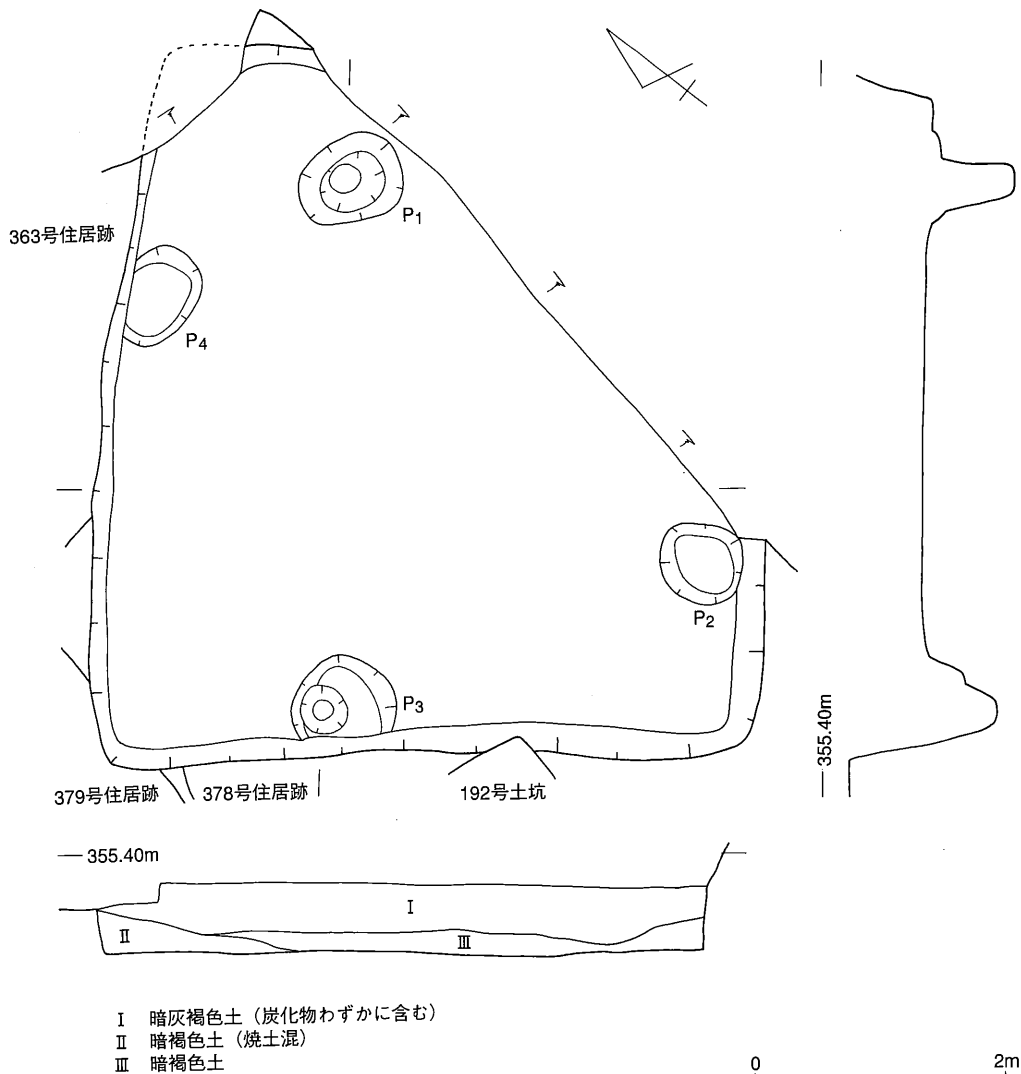 P1
363号住居跡
P4
P2
P3
355.40m
379号住居跡
378号住居跡
192号土坑
355.40m
Ⅰ
Ⅱ
Ⅲ
Ⅰ 暗灰褐色土（炭化物わずかに含む）
Ⅱ 暗褐色土（焼土混）
Ⅲ 暗褐色土
0 2m